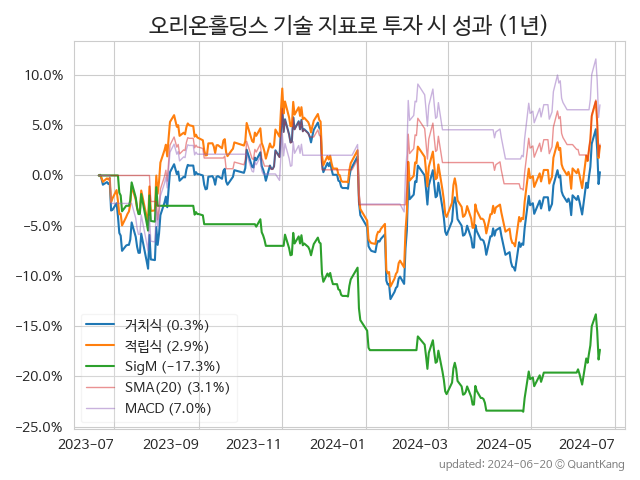 오리온홀딩스 기술 지표로 투자 시 성과 (1년)
10.0%
5.0%
0.0%
−5.0%
−10.0%
−15.0%
−20.0%
−25.0%
거치식 (0.3%)
적립식 (2.9%)
SigM (−17.3%)
SMA(20) (3.1%)
MACD (7.0%)
2023-07 2023-09 2023-11 2024-01 2024-03 2024-05 2024-07
updated: 2024-06-20 © QuantKang